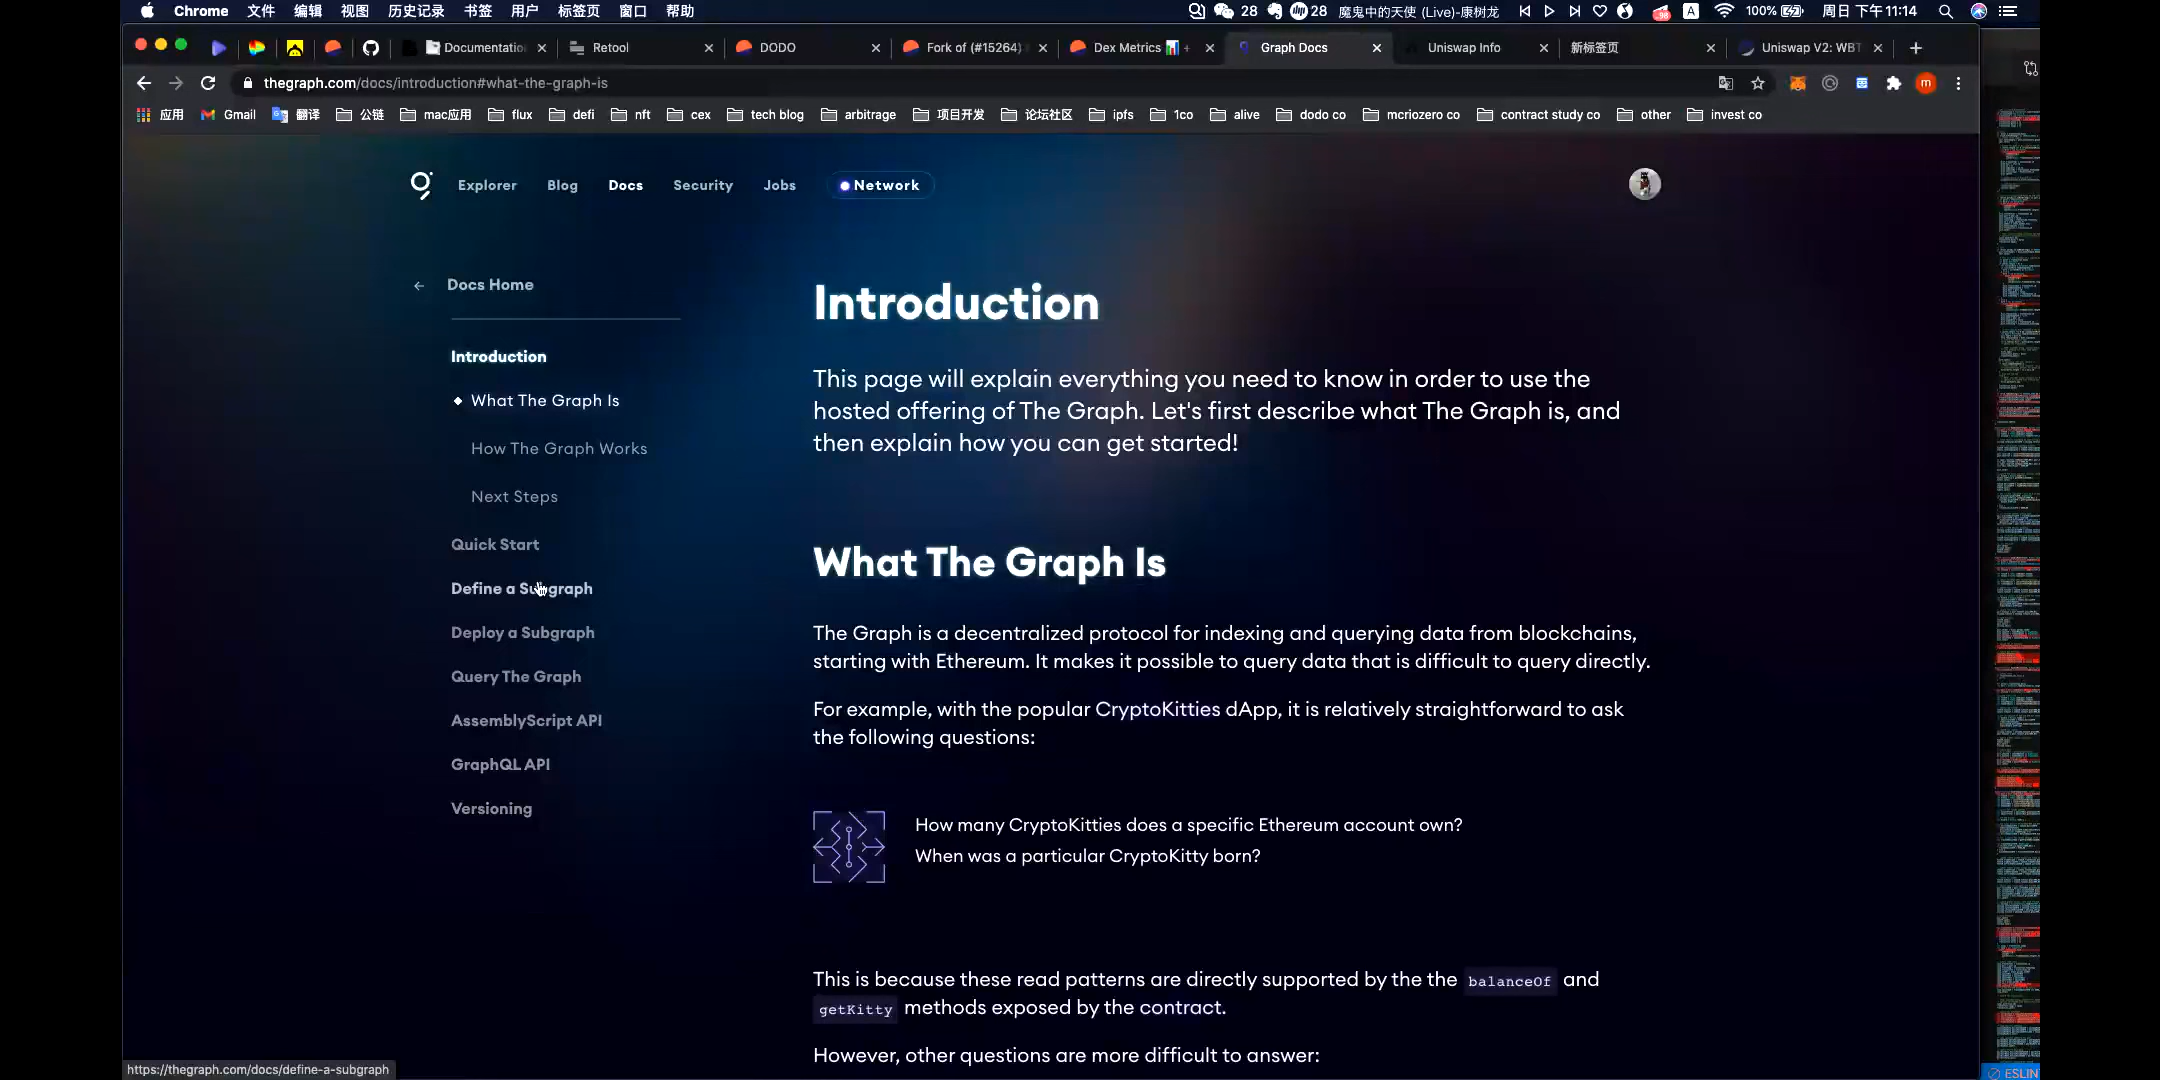 Chrome 文件 编辑 视图 历史记录 书签 用户 标签页 窗口 帮助 28 28 魔鬼中的天使 (Live)-康树龙 A 100% 周日 下午11:14
Documentatio Retool DODO Fork of (#15264) Dex Metrics Graph Docs Uniswap Info 新标签页 Uniswap V2: WBT
thegraph.com/docs/introduction#what-the-graph-is
应用 Gmail 翻译 公链 mac应用 flux defi nft cex tech blog arbitrage 项目开发 论坛社区 ipfs 1co alive dodo co mcriozero co contract study co other invest co
Explorer Blog Docs Security Jobs Network
Docs Home
Introduction
What The Graph Is
How The Graph Works
Next Steps
Quick Start
Define a Subgraph
Deploy a Subgraph
Query The Graph
AssemblyScript API
GraphQL API
Versioning
Introduction
This page will explain everything you need to know in order to use the
hosted offering of The Graph. Let's first describe what The Graph is, and
then explain how you can get started!
What The Graph Is
The Graph is a decentralized protocol for indexing and querying data from blockchains,
starting with Ethereum. It makes it possible to query data that is difficult to query directly.
For example, with the popular CryptoKitties dApp, it is relatively straightforward to ask
the following questions:
How many CryptoKitties does a specific Ethereum account own?
When was a particular CryptoKitty born?
This is because these read patterns are directly supported by the the balanceOf and
getKitty methods exposed by the contract.
However, other questions are more difficult to answer:
https://thegraph.com/docs/define-a-subgraph
ESLIN